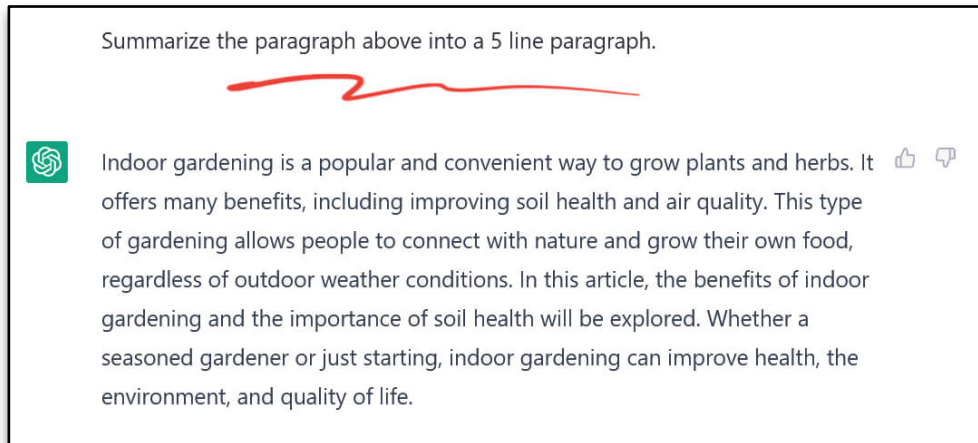 Summarize the paragraph above into a 5 line paragraph.
Indoor gardening is a popular and convenient way to grow plants and herbs. It
offers many benefits, including improving soil health and air quality. This type
of gardening allows people to connect with nature and grow their own food,
regardless of outdoor weather conditions. In this article, the benefits of indoor
gardening and the importance of soil health will be explored. Whether a
seasoned gardener or just starting, indoor gardening can improve health, the
environment, and quality of life.